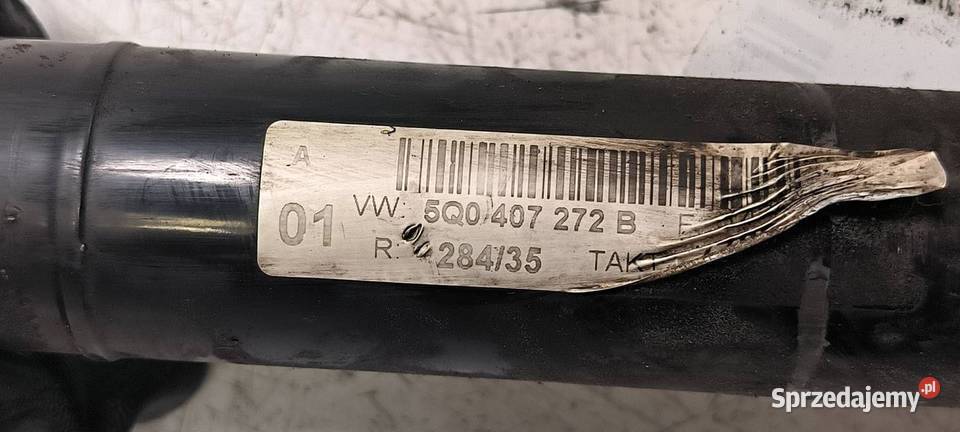 A
01
VW: 5Q0 407 272 B E
R: 284/35 TAKT
Sprzedajemy.pl